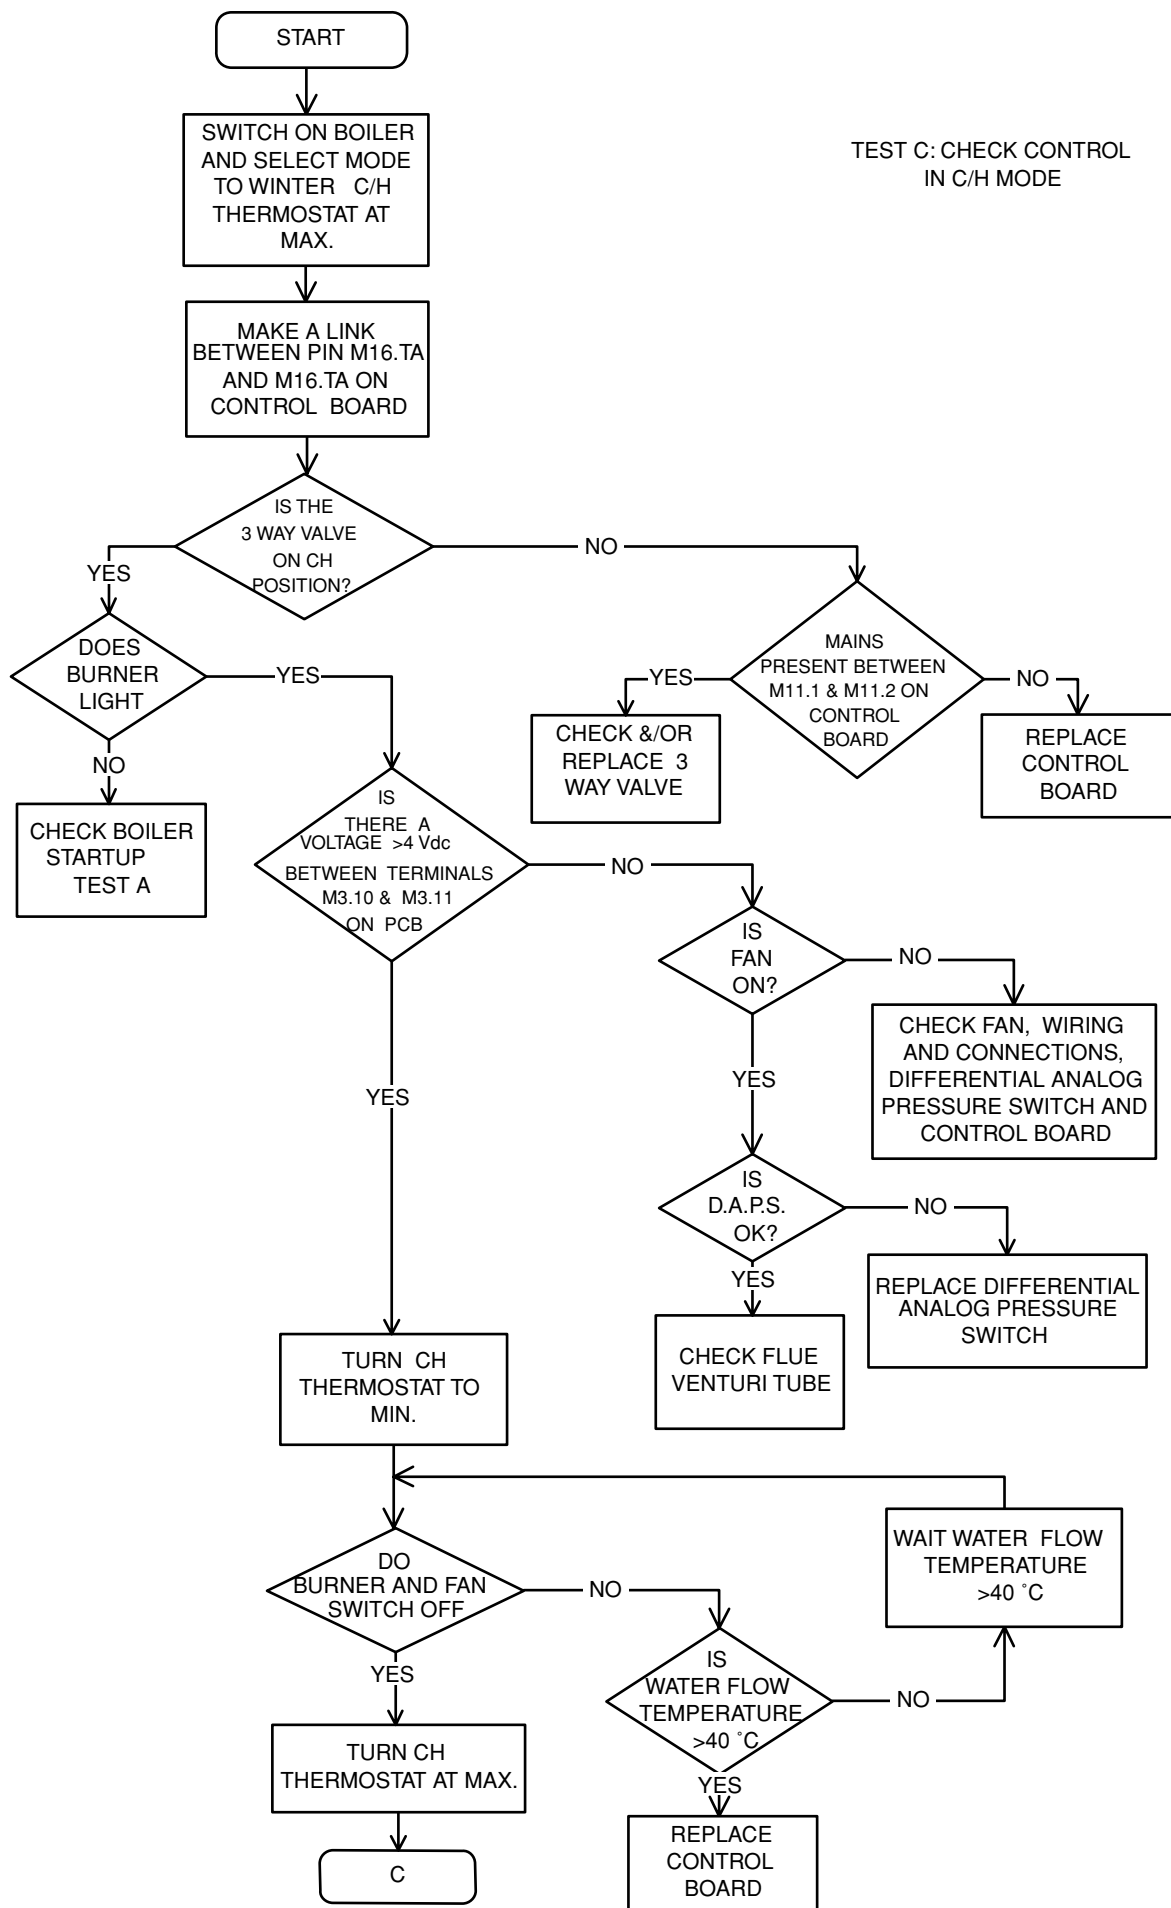 START
SWITCH ON BOILER
AND SELECT MODE
TO WINTER C/H
THERMOSTAT AT
MAX.
TEST C: CHECK CONTROL
IN C/H MODE
MAKE A LINK
BETWEEN PIN M16.TA
AND M16.TA ON
CONTROL BOARD
IS THE
3 WAY VALVE
ON CH
POSITION?
NO
YES
DOES
BURNER
LIGHT
YES
NO
CHECK BOILER
STARTUP
TEST A
MAINS
PRESENT BETWEEN
M11.1 & M11.2 ON
CONTROL
BOARD
YES
NO
CHECK &/OR
REPLACE 3
WAY VALVE
REPLACE
CONTROL
BOARD
IS
THERE A
VOLTAGE >4 Vdc
BETWEEN TERMINALS
M3.10 & M3.11
ON PCB
NO
YES
IS
FAN
ON?
NO
YES
CHECK FAN, WIRING
AND CONNECTIONS,
DIFFERENTIAL ANALOG
PRESSURE SWITCH AND
CONTROL BOARD
IS
D.A.P.S.
OK?
NO
YES
REPLACE DIFFERENTIAL
ANALOG PRESSURE
SWITCH
CHECK FLUE
VENTURI TUBE
TURN CH
THERMOSTAT TO
MIN.
DO
BURNER AND FAN
SWITCH OFF
NO
YES
WAIT WATER FLOW
TEMPERATURE
>40 °C
IS
WATER FLOW
TEMPERATURE
>40 °C
NO
YES
TURN CH
THERMOSTAT AT MAX.
C
REPLACE
CONTROL
BOARD